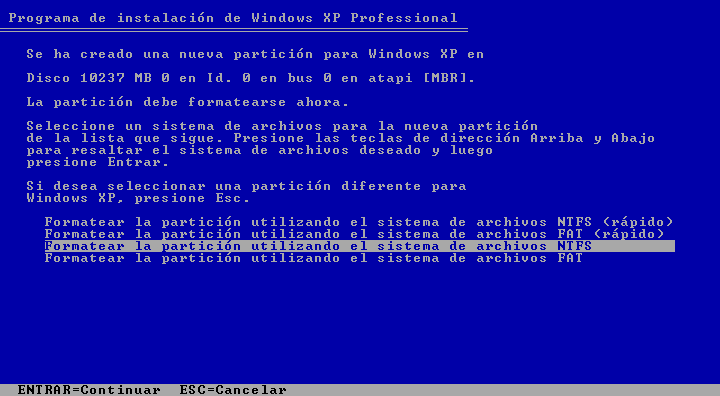 Programa de instalación de Windows XP Professional
Se ha creado una nueva partición para Windows XP en
Disco 10237 MB 0 en Id. 0 en bus 0 en atapi [MBR].
La partición debe formatearse ahora.
Seleccione un sistema de archivos para la nueva partición
de la lista que sigue. Presione las teclas de dirección Arriba y Abajo
para resaltar el sistema de archivos deseado y luego
presione Entrar.
Si desea seleccionar una partición diferente para
Windows XP, presione Esc.
Formatear la partición utilizando el sistema de archivos NTFS (rápido)
Formatear la partición utilizando el sistema de archivos FAT (rápido)
Formatear la partición utilizando el sistema de archivos NTFS
Formatear la partición utilizando el sistema de archivos FAT
ENTRAR=Continuar  ESC=Cancelar